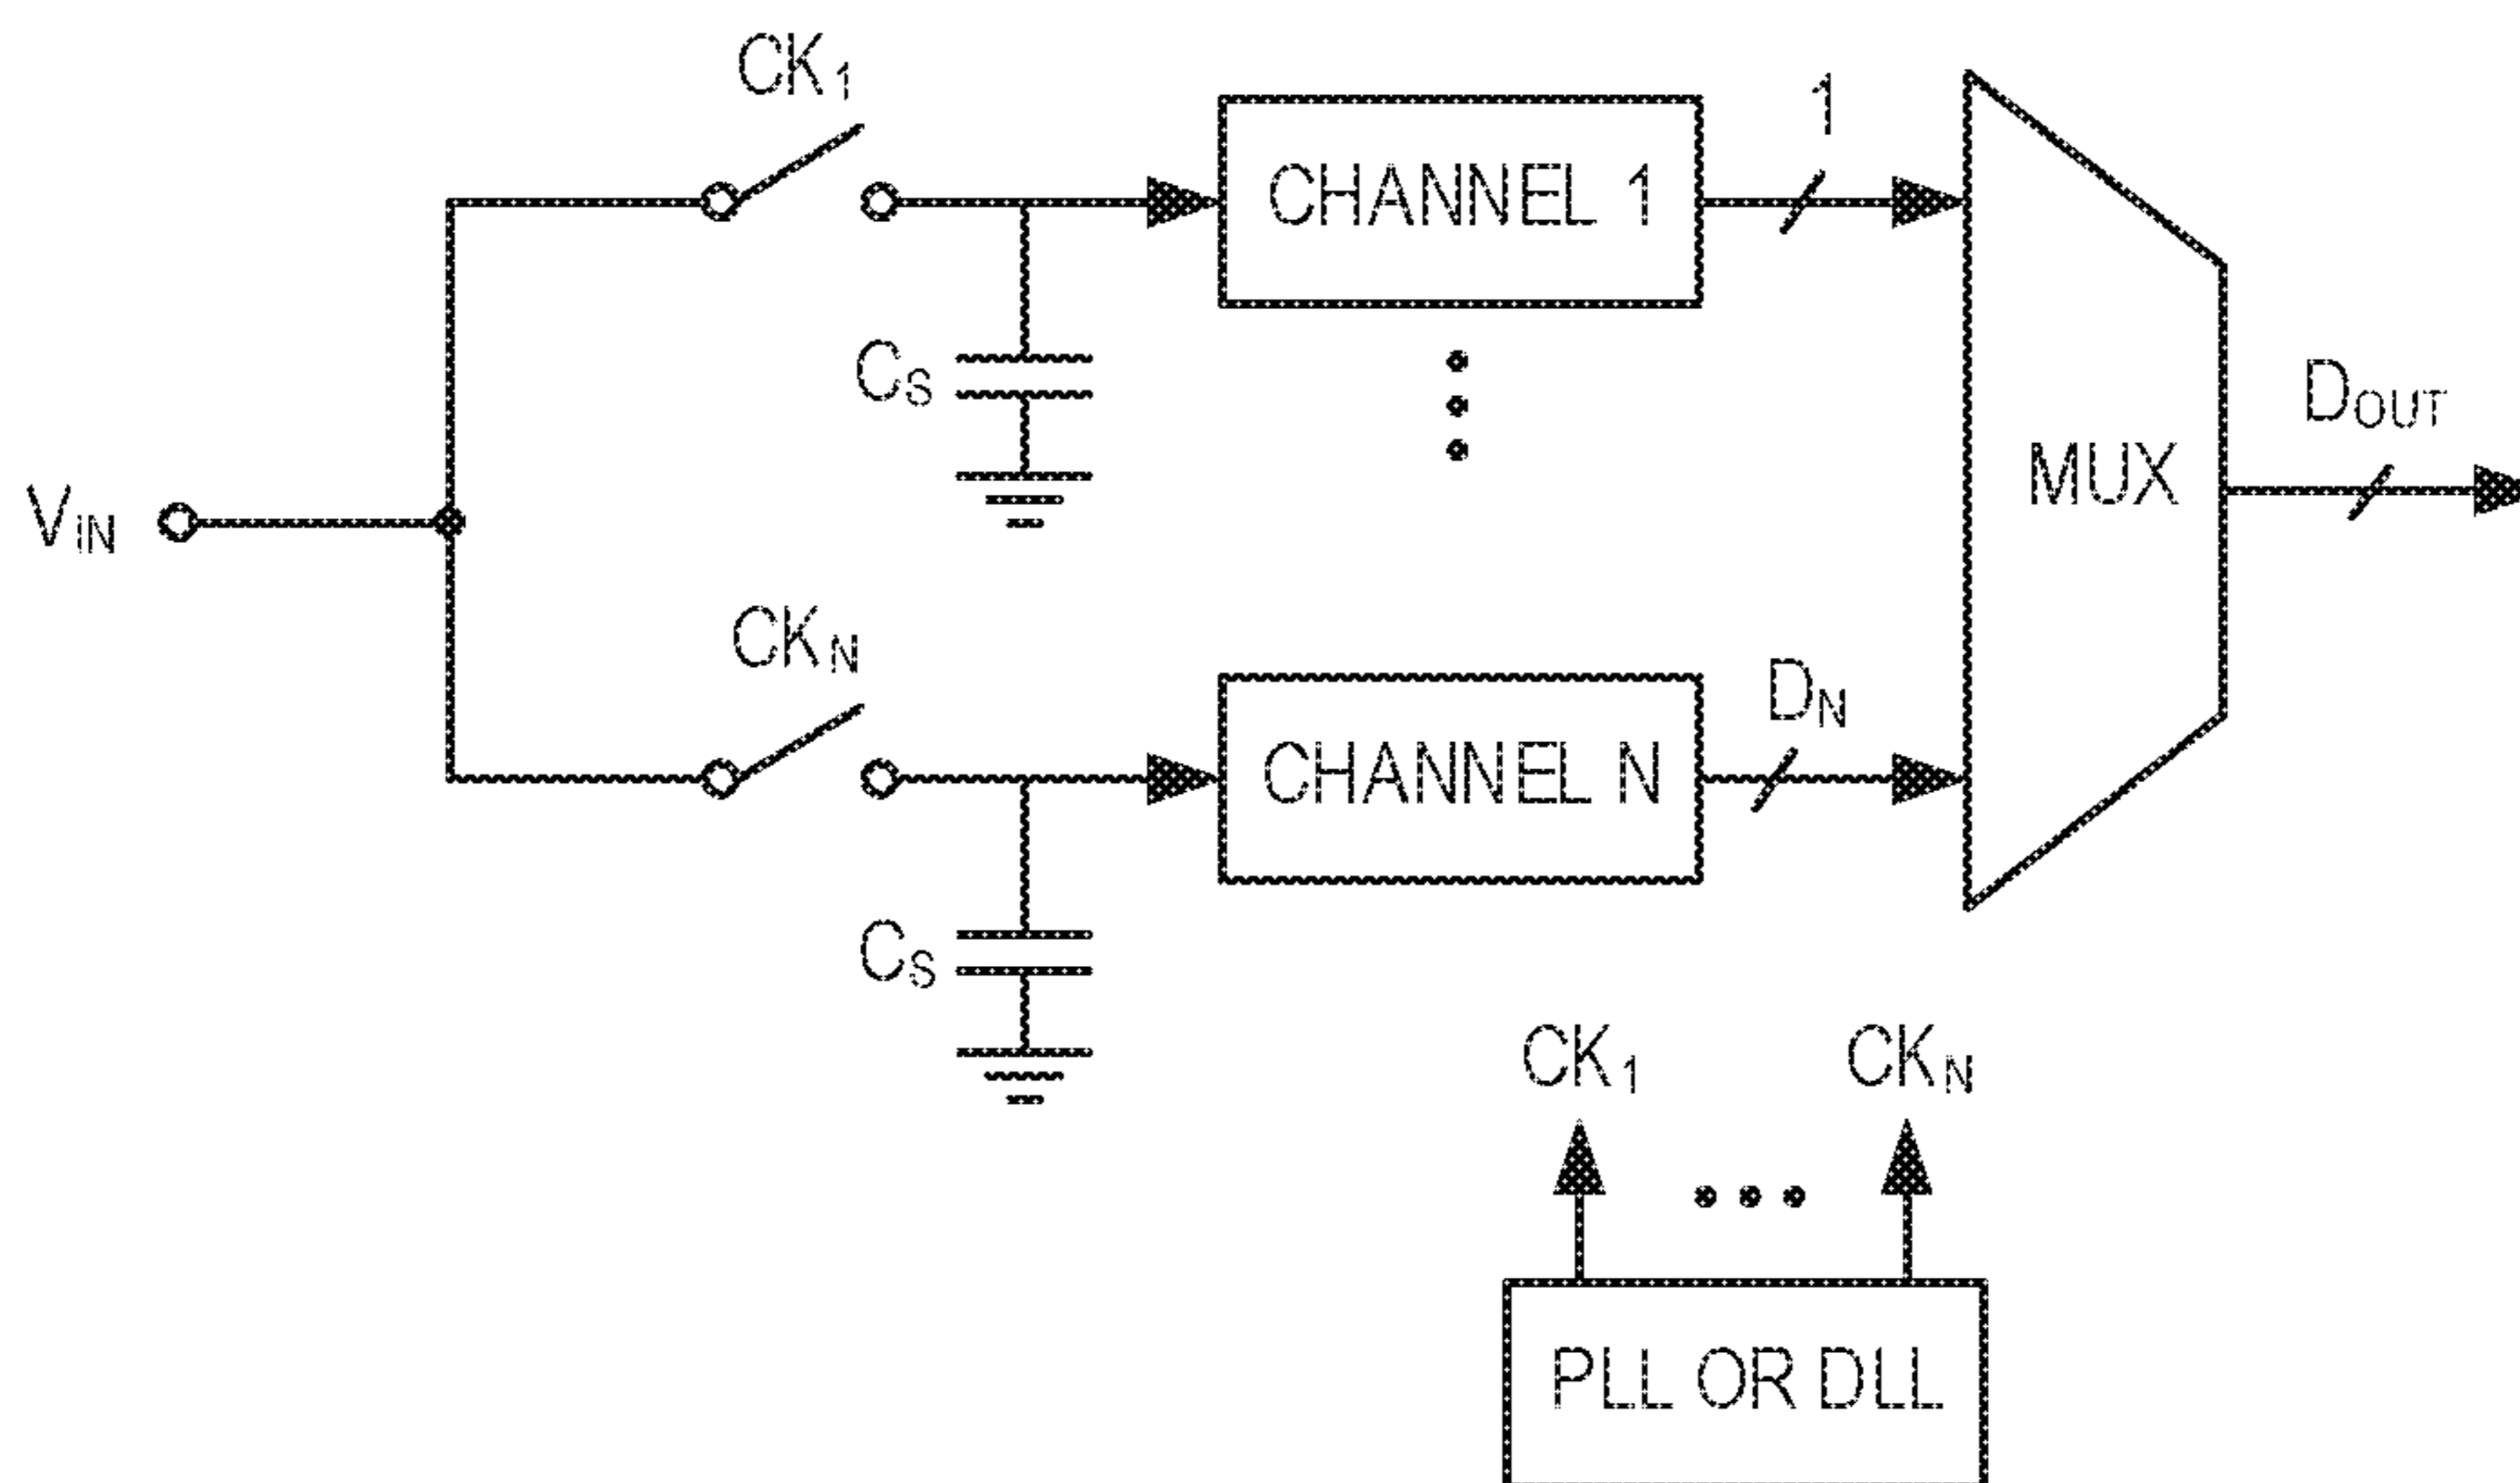 CK1
1
CHANNEL 1
CS
DOUT
MUX
VIN
CKN
DN
CHANNEL N
CS
CK1
CKN
PLL OR DLL